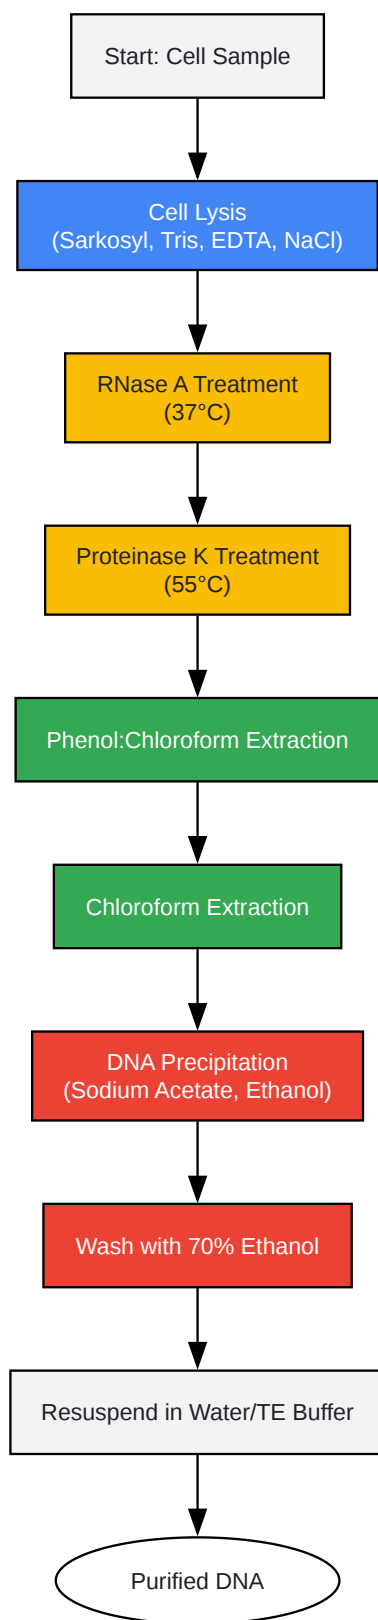 Start: Cell Sample
Cell Lysis
(Sarkosyl, Tris, EDTA, NaCl)
RNase A Treatment
(37°C)
Proteinase K Treatment
(55°C)
Phenol:Chloroform Extraction
Chloroform Extraction
DNA Precipitation
(Sodium Acetate, Ethanol)
Wash with 70% Ethanol
Resuspend in Water/TE Buffer
Purified DNA